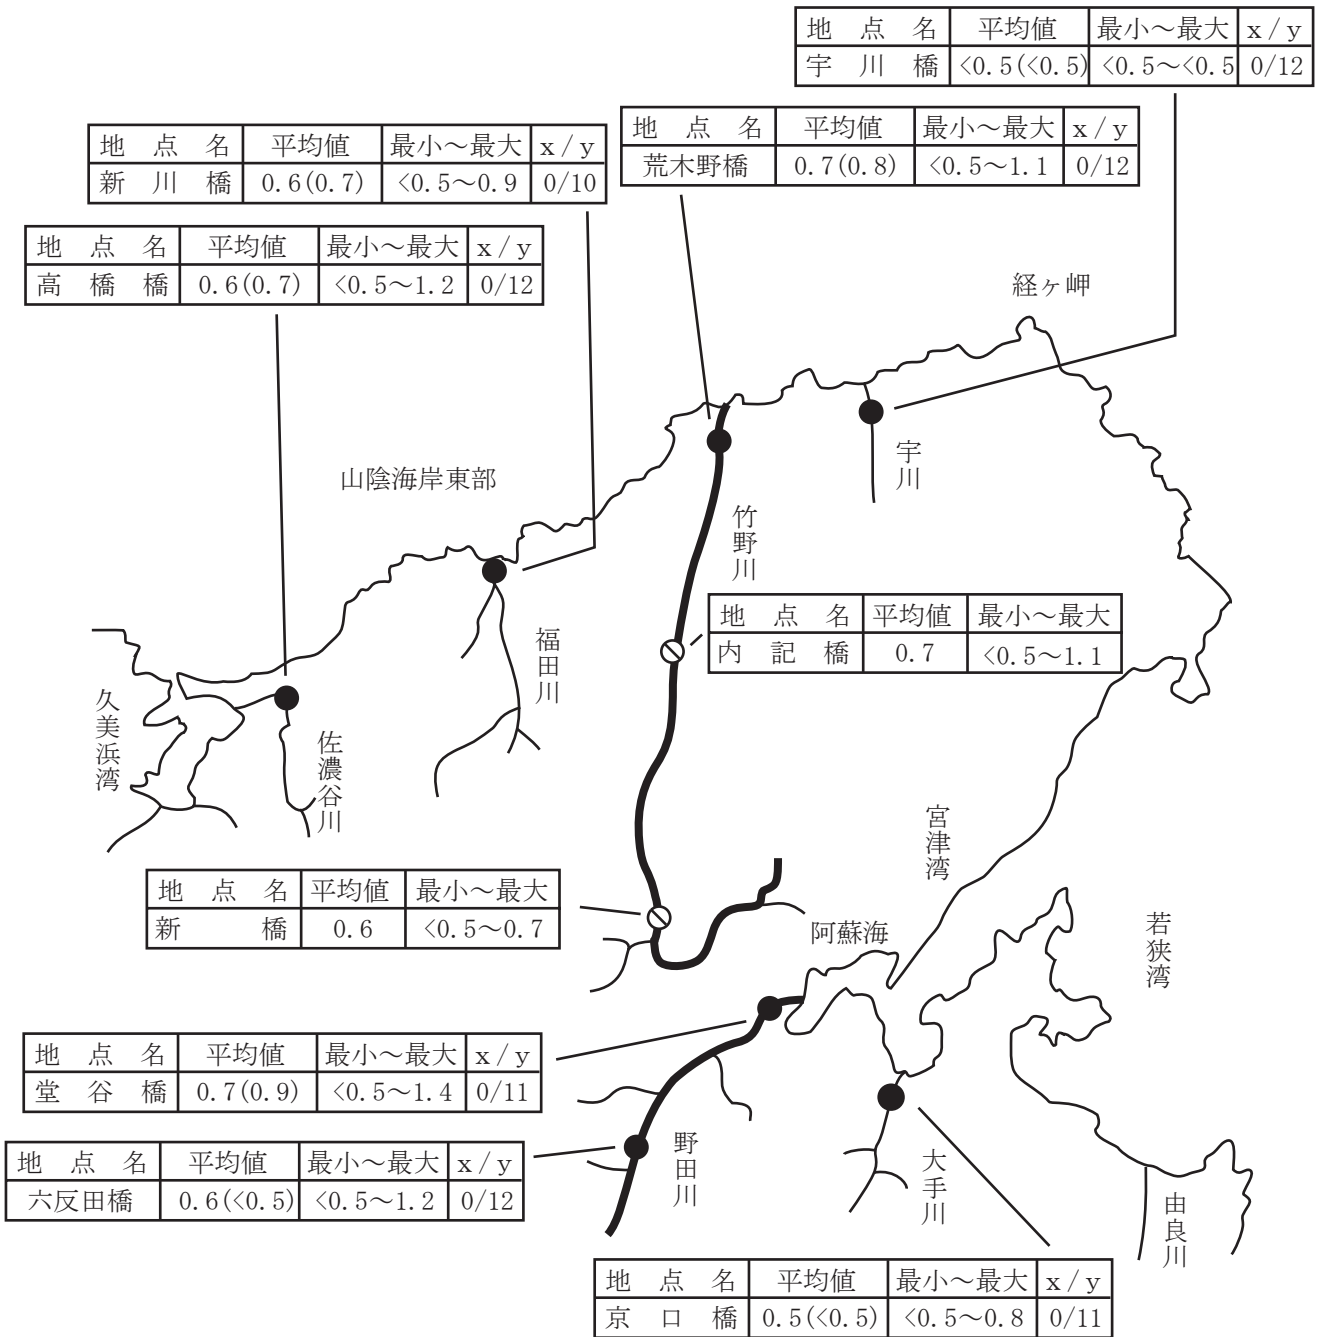 地 点 名 平均値 最小～最大 x/y
宇 川 橋 <0.5(<0.5) <0.5～<0.5 0/12
地 点 名 平均値 最小～最大 x/y
荒木野橋 0.7(0.8) <0.5～1.1 0/12
地 点 名 平均値 最小～最大 x/y
新 川 橋 0.6(0.7) <0.5～0.9 0/10
地 点 名 平均値 最小～最大 x/y
高 橋 橋 0.6(0.7) <0.5～1.2 0/12
経ヶ岬
宇川
山陰海岸東部
竹野川
地 点 名 平均値 最小～最大
内 記 橋 0.7 <0.5～1.1
福田川
久美浜湾
佐濃谷川
宮津湾
地 点 名 平均値 最小～最大
新 橋 0.6 <0.5～0.7
阿蘇海
若狭湾
地 点 名 平均値 最小～最大 x/y
堂 谷 橋 0.7(0.9) <0.5～1.4 0/11
地 点 名 平均値 最小～最大 x/y
六反田橋 0.6(<0.5) <0.5～1.2 0/12
野田川
大手川
由良川
地 点 名 平均値 最小～最大 x/y
京 口 橋 0.5(<0.5) <0.5～0.8 0/11